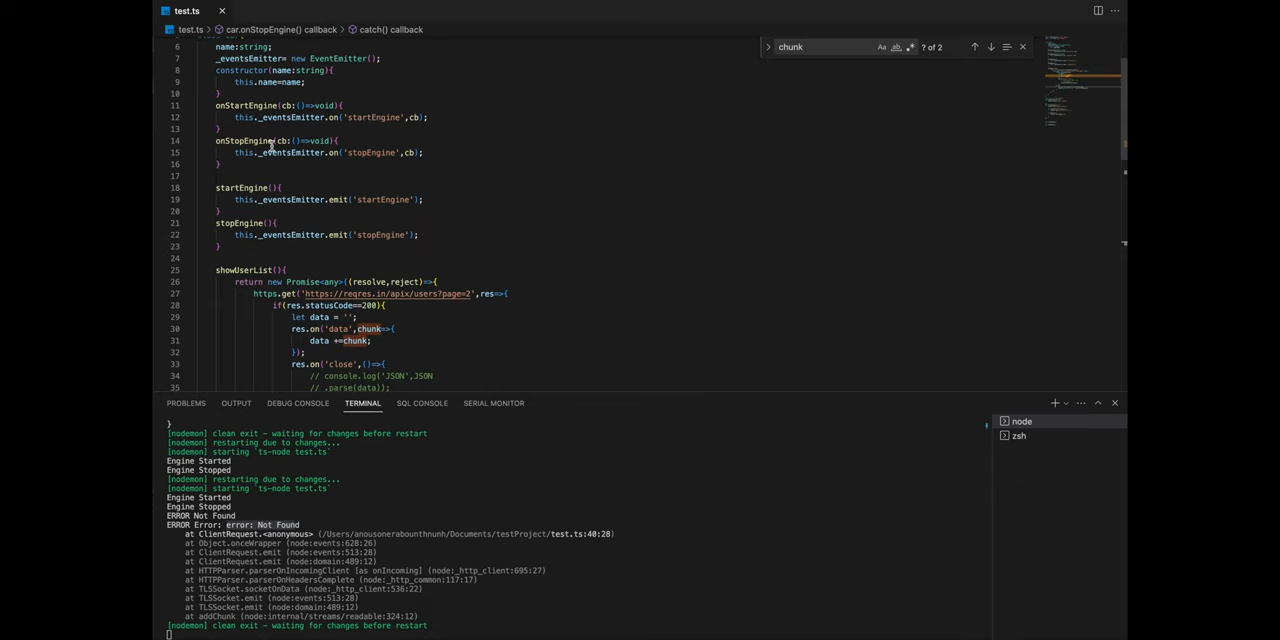 test.ts
test.ts > car.onStopEngine() callback > catch() callback
chunk
Aa
ab
.*
? of 2
6 name:string;
7 _eventsEmitter= new EventEmitter();
8 constructor(name:string){
9 this.name=name;
10 }
11 onStartEngine(cb:()=>void){
12 this._eventsEmitter.on('startEngine',cb);
13 }
14 onStopEngine(cb:()=>void){
15 this._eventsEmitter.on('stopEngine',cb);
16 }
17
18 startEngine(){
19 this._eventsEmitter.emit('startEngine');
20 }
21 stopEngine(){
22 this._eventsEmitter.emit('stopEngine');
23 }
24
25 showUserList(){
26 return new Promise<any>((resolve,reject)=>{
27 https.get('https://reqres.in/apix/users?page=2',res=>{
28 if(res.statusCode==200){
29 let data = '';
30 res.on('data',chunk=>{
31 data +=chunk;
32 });
33 res.on('close',()=>{
34 // console.log('JSON',JSON
35 // .parse(data));
PROBLEMS OUTPUT DEBUG CONSOLE TERMINAL SQL CONSOLE SERIAL MONITOR
node
zsh
}
[nodemon] clean exit - waiting for changes before restart
[nodemon] restarting due to changes...
[nodemon] starting `ts-node test.ts`
Engine Started
Engine Stopped
[nodemon] restarting due to changes...
[nodemon] starting `ts-node test.ts`
Engine Started
Engine Stopped
ERROR Not Found
ERROR Error: error: Not Found
at ClientRequest.<anonymous> (/Users/anousonerabounthnunh/Documents/testProject/test.ts:40:28)
at Object.onceWrapper (node:events:628:26)
at ClientRequest.emit (node:events:513:28)
at ClientRequest.emit (node:domain:489:12)
at HTTPParser.parserOnIncomingClient [as onIncoming] (node:_http_client:695:27)
at HTTPParser.parserOnHeadersComplete (node:_http_common:117:17)
at TLSSocket.socketOnData (node:_http_client:536:22)
at TLSSocket.emit (node:events:513:28)
at TLSSocket.emit (node:domain:489:12)
at addChunk (node:internal/streams/readable:324:12)
[nodemon] clean exit - waiting for changes before restart